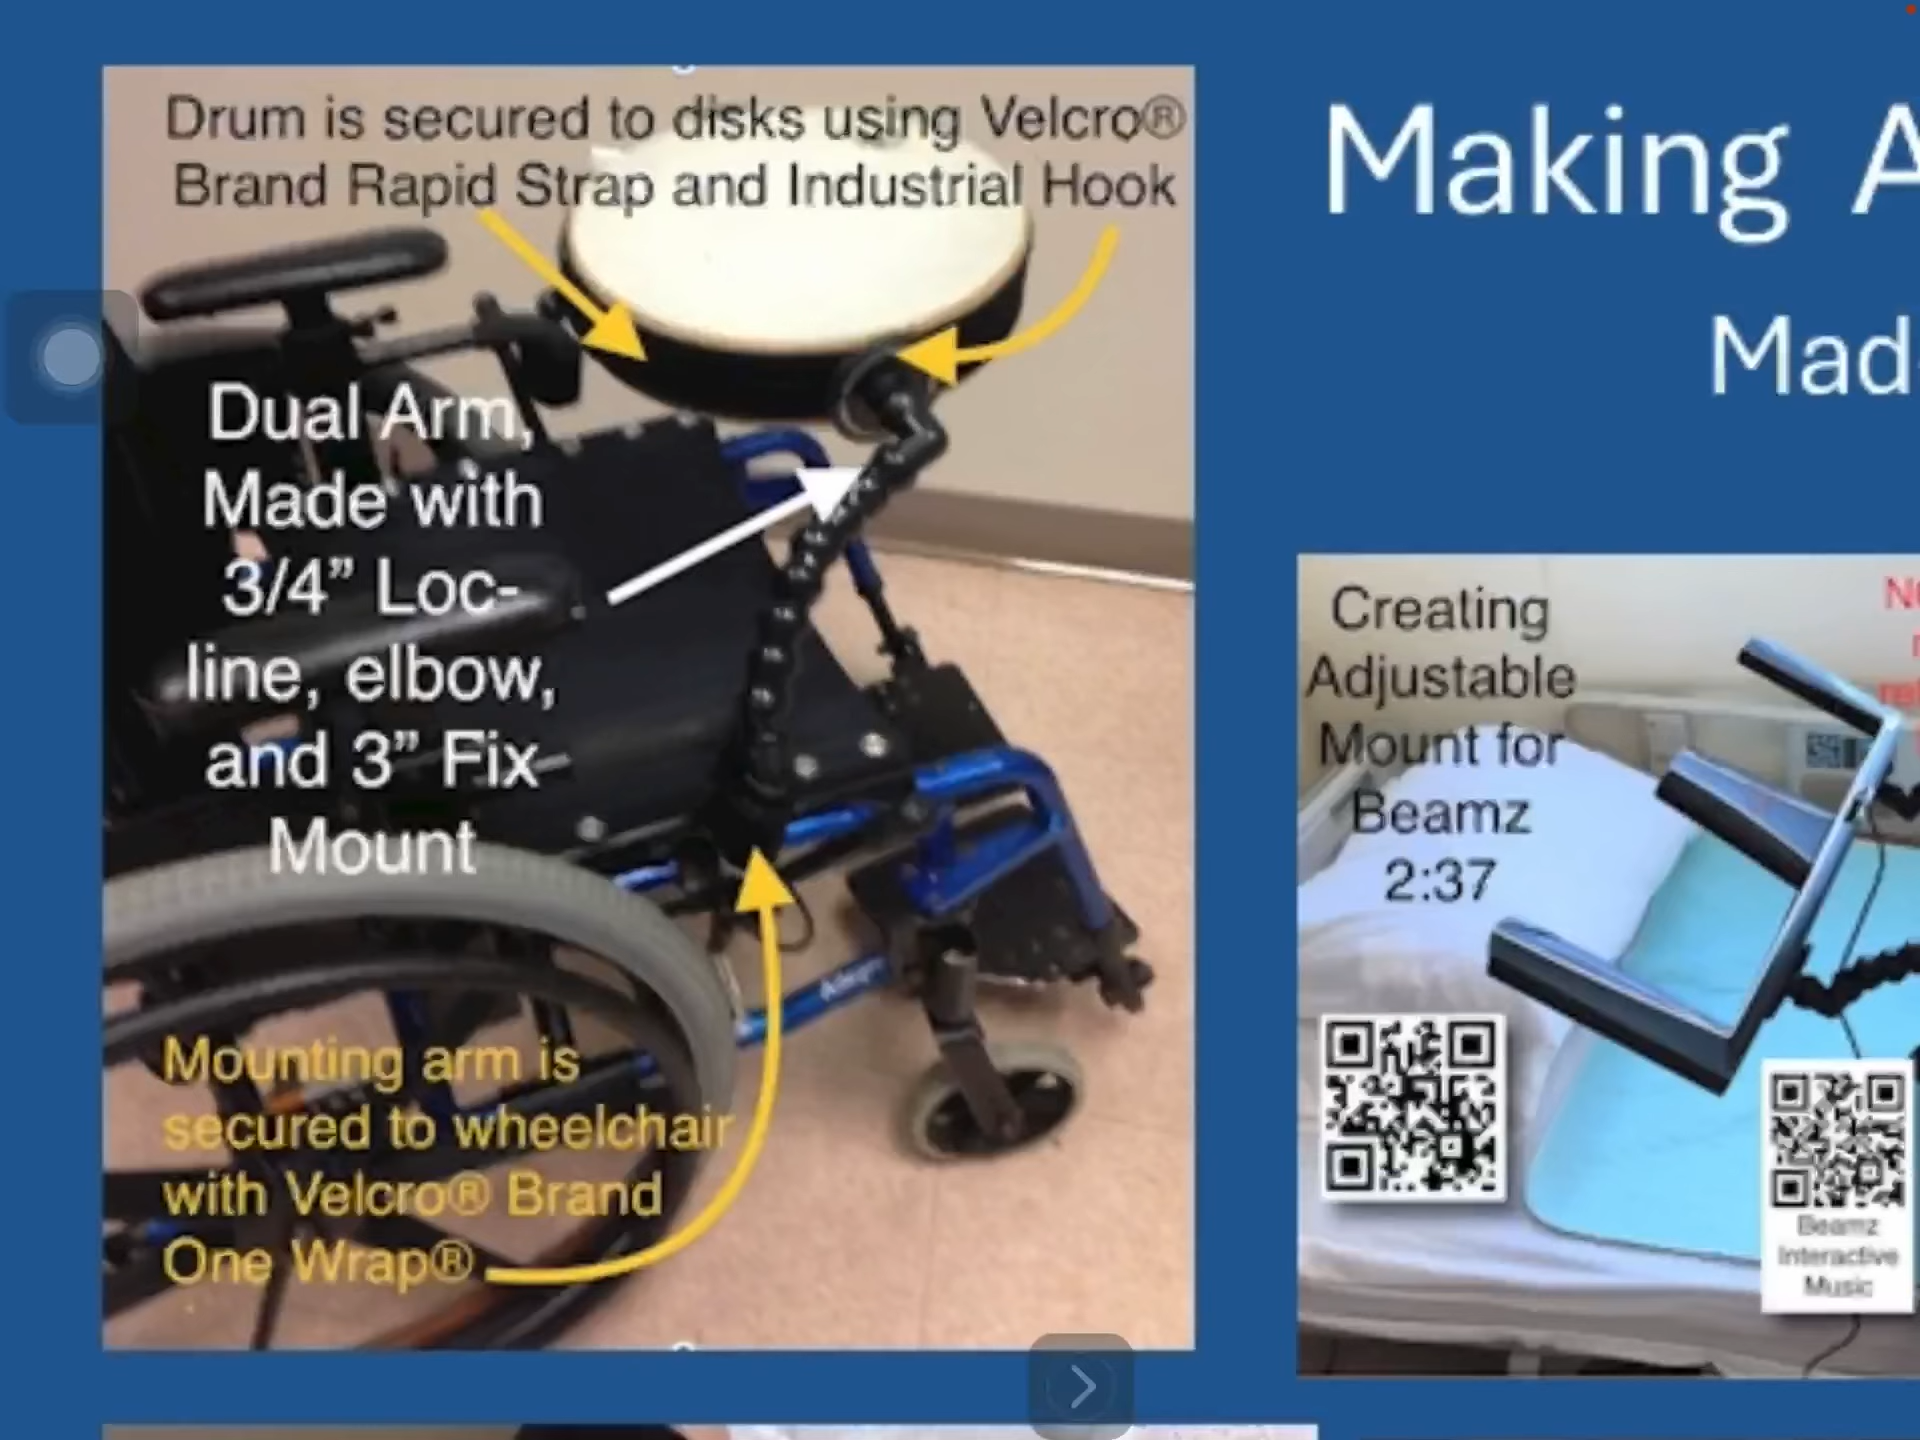 Drum is secured to disks using Velcro®
Brand Rapid Strap and Industrial Hook
Dual Arm,
Made with
3/4” Loc-
line, elbow,
and 3” Fix
Mount
Mounting arm is
secured to wheelchair
with Velcro® Brand
One Wrap®
Making A
Mad
Creating
Adjustable
Mount for
Beamz
2:37
Beamz
Interactive
Music